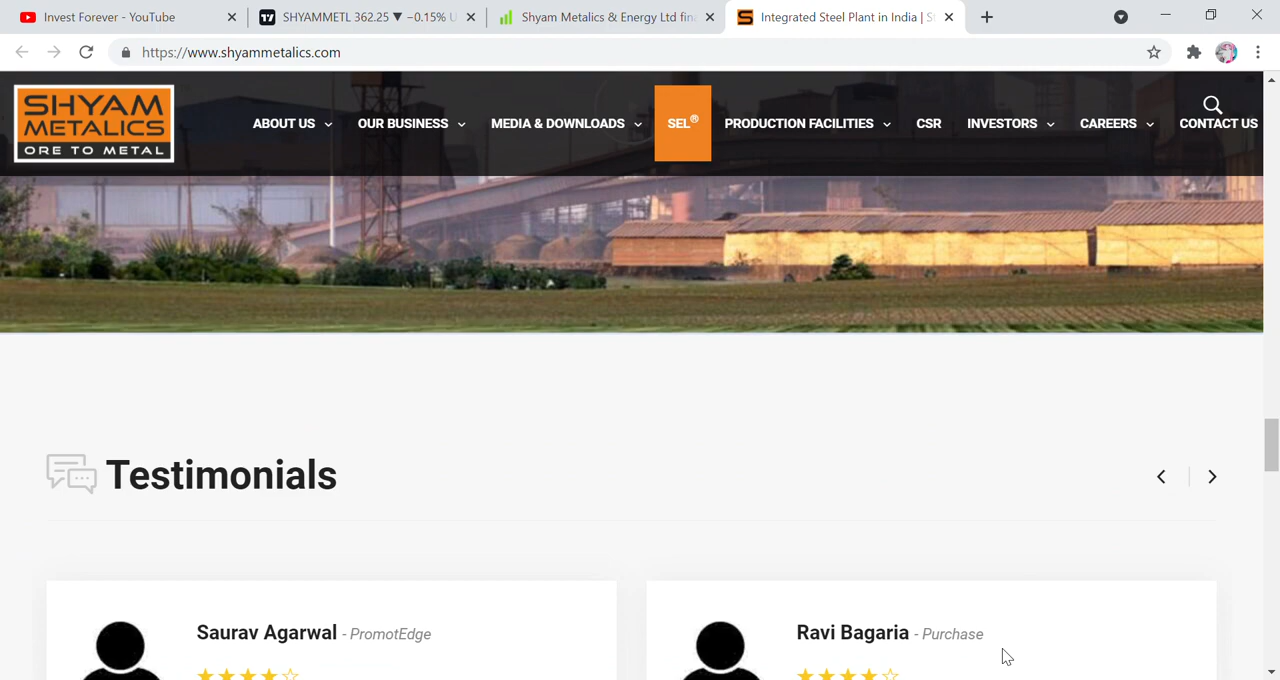 Invest Forever - YouTube
SHYAMMETL 362.25 ▼ −0.15% U
Shyam Metalics & Energy Ltd fin
Integrated Steel Plant in India | S
https://www.shyammetalics.com
SHYAM
METALICS
ORE TO METAL
ABOUT US
OUR BUSINESS
MEDIA & DOWNLOADS
SEL®
PRODUCTION FACILITIES
CSR
INVESTORS
CAREERS
CONTACT US
Testimonials
Saurav Agarwal - PromotEdge
Ravi Bagaria - Purchase